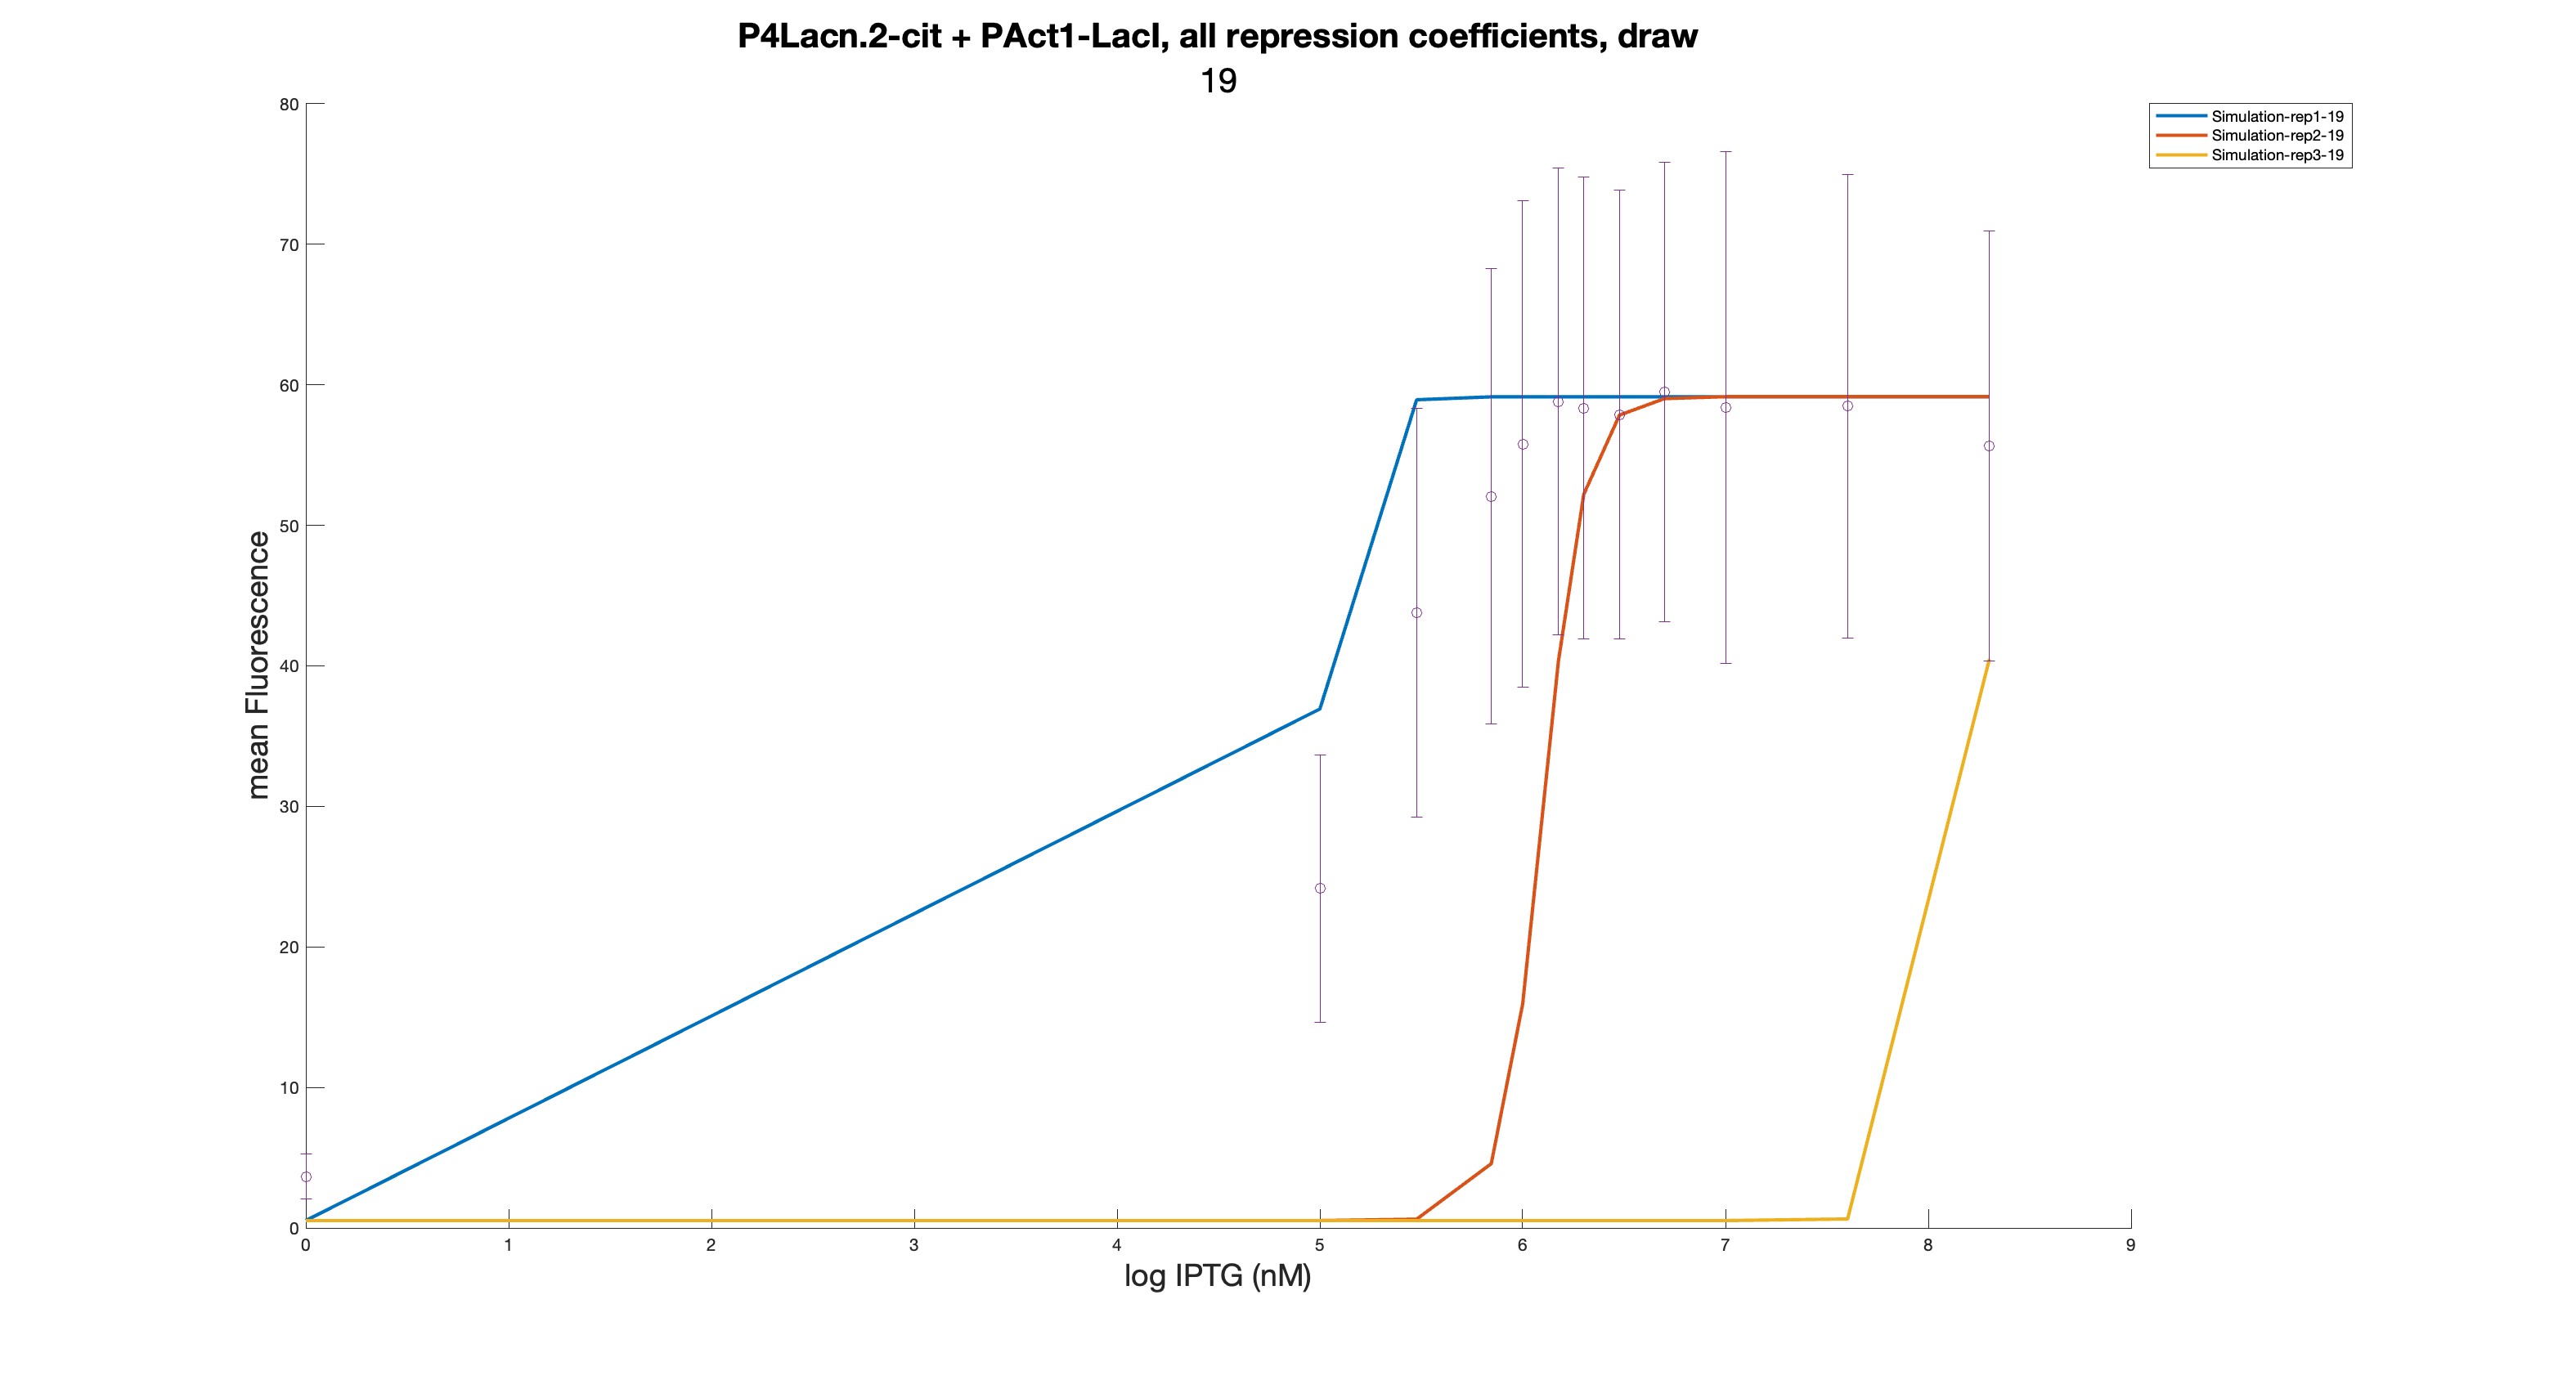 P4Lacn.2-cit + PAct1-LacI, all repression coefficients, draw
19
80
70
60
50
40
30
20
10
0
mean Fluorescence
0 1 2 3 4 5 6 7 8 9
log IPTG (nM)
Simulation-rep1-19
Simulation-rep2-19
Simulation-rep3-19